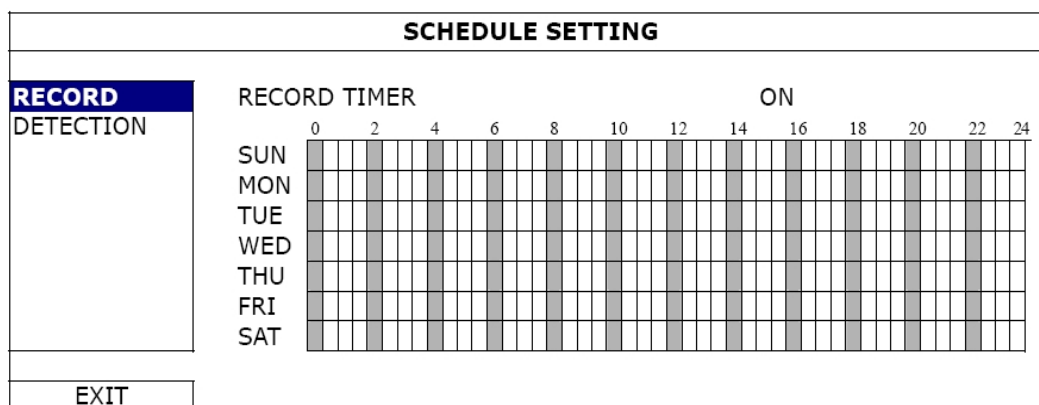 SCHEDULE SETTING
RECORD
DETECTION
RECORD TIMER ON
0 2 4 6 8 10 12 14 16 18 20 22 24
SUN
MON
TUE
WED
THU
FRI
SAT
EXIT